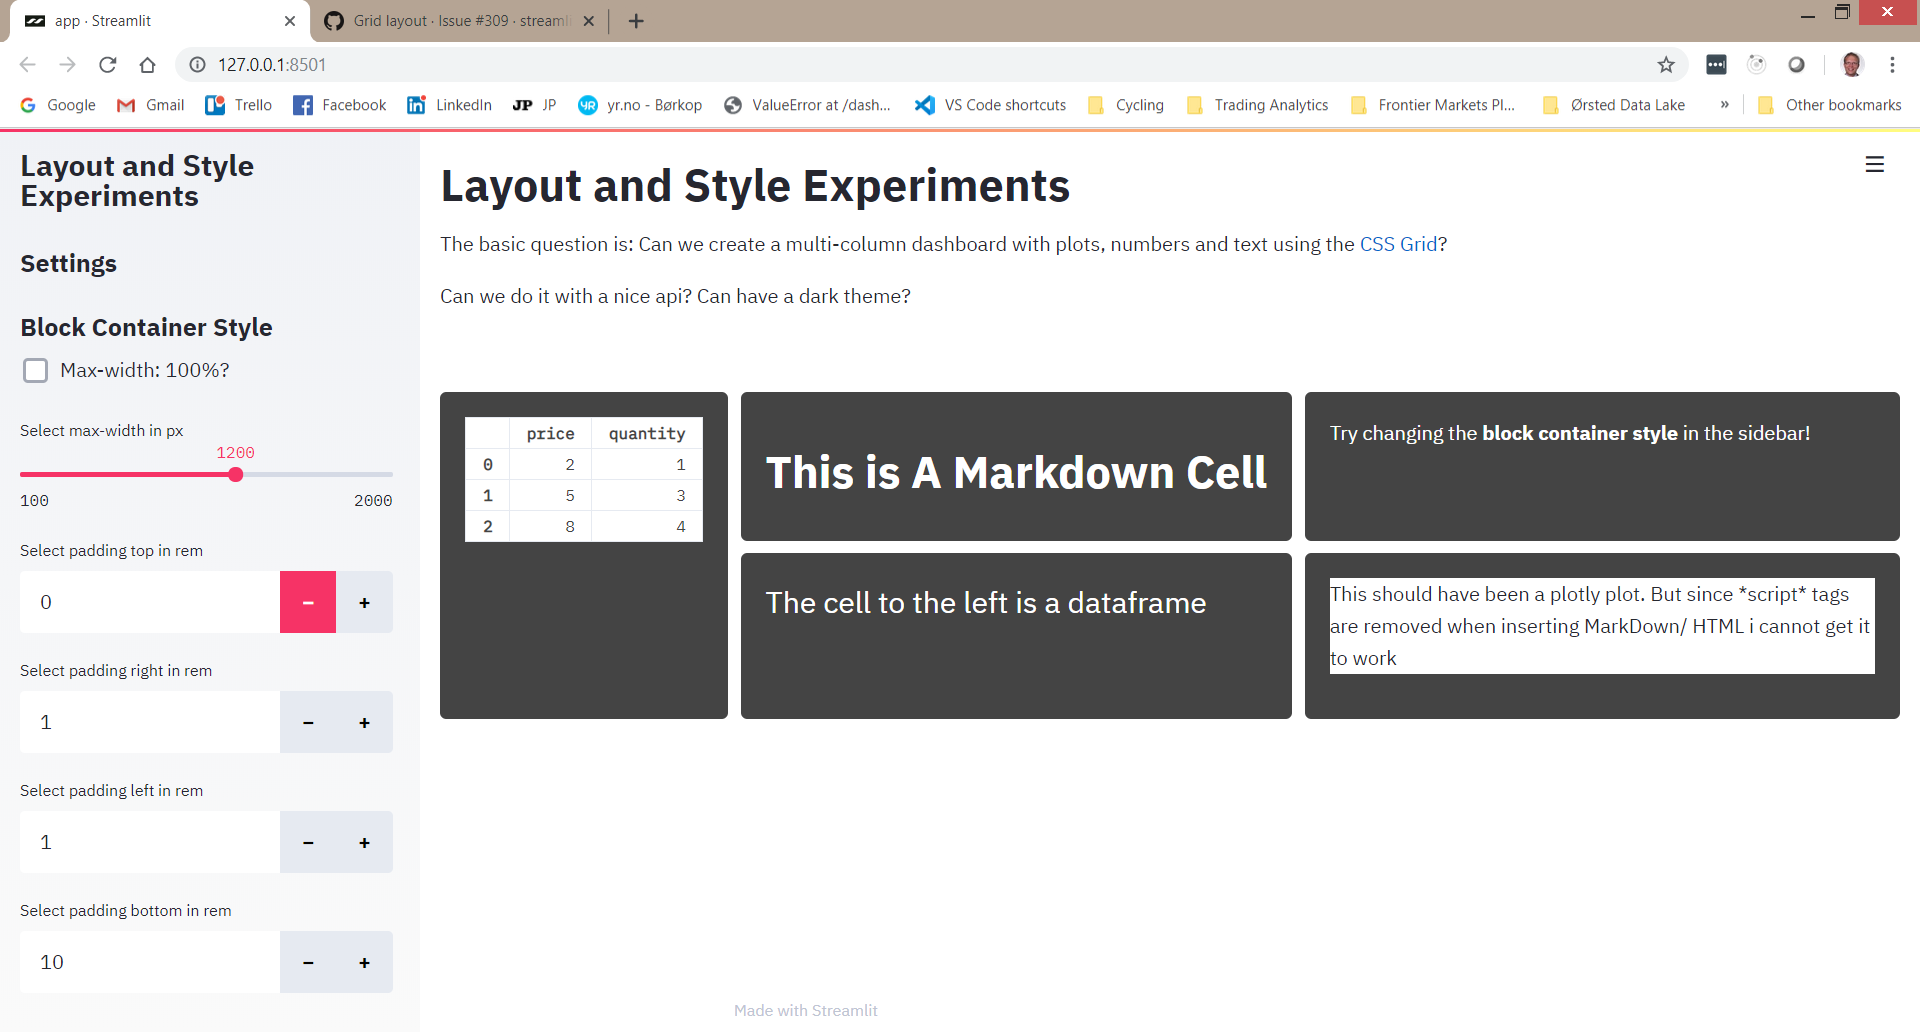 app · Streamlit
Grid layout · Issue #309 · streaml
127.0.0.1:8501
Google
Gmail
Trello
Facebook
LinkedIn
JP JP
YR yr.no - Børkop
ValueError at /dash...
VS Code shortcuts
Cycling
Trading Analytics
Frontier Markets Pl...
Ørsted Data Lake
»
Other bookmarks
Layout and Style
Experiments
Settings
Block Container Style
Max-width: 100%?
Select max-width in px
1200
100 2000
Select padding top in rem
0 − +
Select padding right in rem
1 − +
Select padding left in rem
1 − +
Select padding bottom in rem
10 − +
Layout and Style Experiments
The basic question is: Can we create a multi-column dashboard with plots, numbers and text using the CSS Grid?
Can we do it with a nice api? Can have a dark theme?
price quantity
0 2 1
1 5 3
2 8 4
This is A Markdown Cell
Try changing the block container style in the sidebar!
The cell to the left is a dataframe
This should have been a plotly plot. But since *script* tags
are removed when inserting MarkDown/ HTML i cannot get it
to work
Made with Streamlit